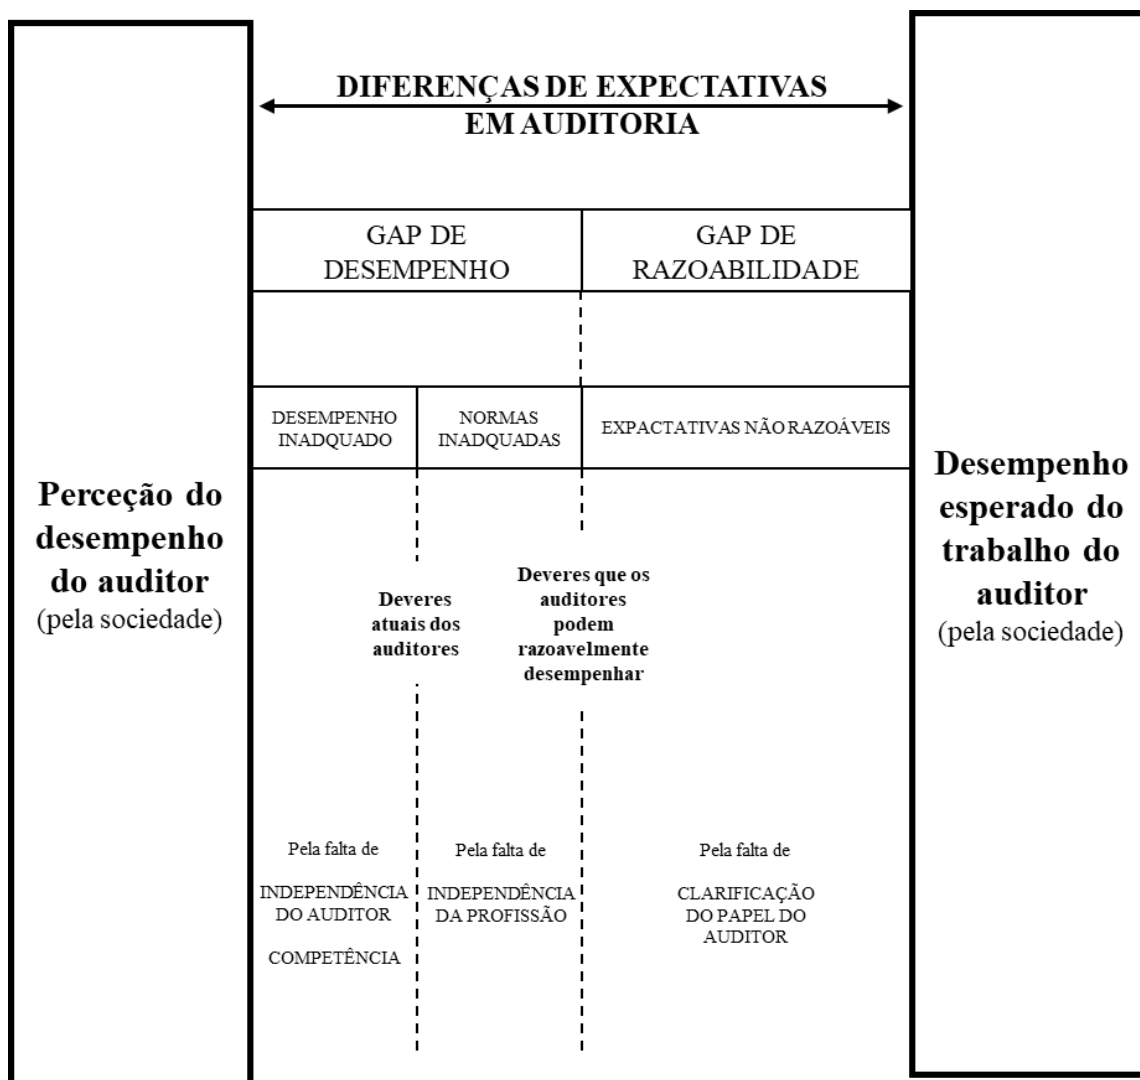 DIFERENÇAS DE EXPECTATIVAS
EM AUDITORIA
GAP DE
DESEMPENHO
GAP DE
RAZOABILIDADE
DESEMPENHO
INADQUADO
NORMAS
INADQUADAS
EXPACTATIVAS NÃO RAZOÁVEIS
Perceção do
desempenho
do auditor
(pela sociedade)
Deveres
atuais dos
auditores
Deveres que os
auditores
podem
razoavelmente
desempenhar
Desempenho
esperado do
trabalho do
auditor
(pela sociedade)
Pela falta de
INDEPENDÊNCIA
DO AUDITOR
COMPETÊNCIA
Pela falta de
INDEPENDÊNCIA
DA PROFISSÃO
Pela falta de
CLARIFICAÇÃO
DO PAPEL DO
AUDITOR